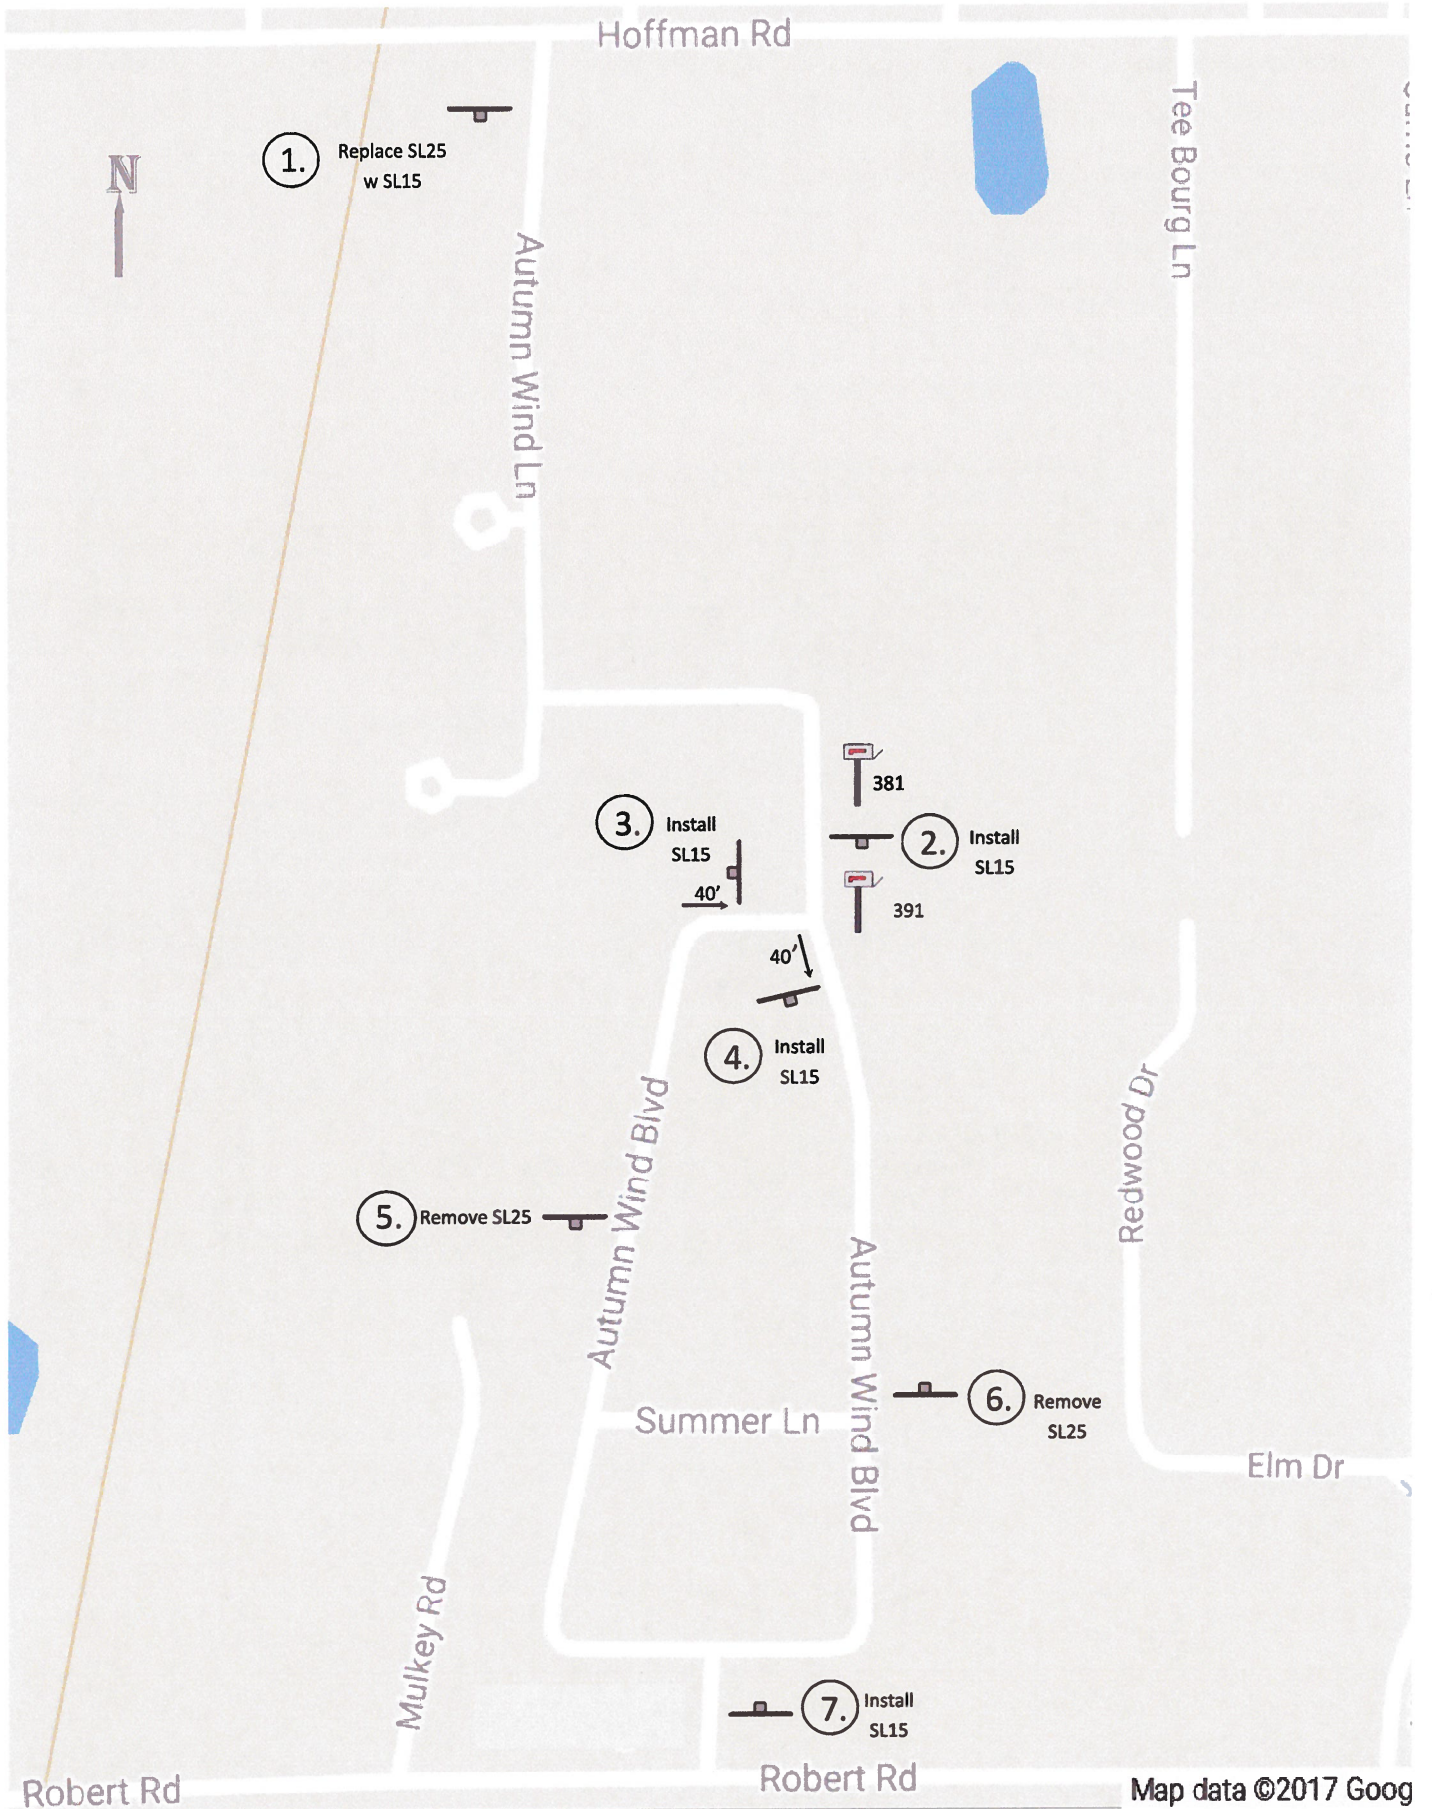 Hoffman Rd
Tee Bourg Ln
N
1.
Replace SL25
w SL15
Autumn Wind Ln
381
3.
Install
SL15
40'
2.
Install
SL15
391
40'
4.
Install
SL15
Autumn Wind Blvd
Redwood Dr
5.
Remove SL25
Autumn Wind Blvd
6.
Remove
SL25
Summer Ln
Elm Dr
Mulkey Rd
7.
Install
SL15
Robert Rd
Robert Rd
Map data ©2017 Goog